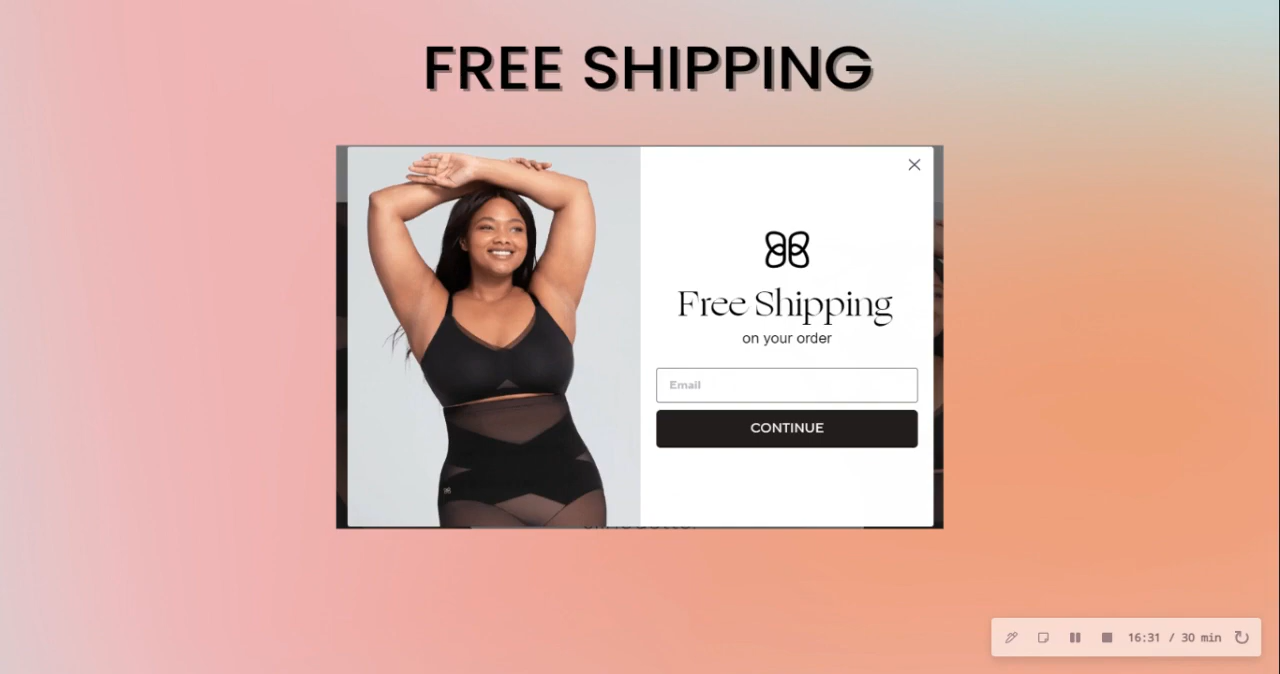 FREE SHIPPING
Free Shipping
on your order
Email
CONTINUE
16:31 / 30 min